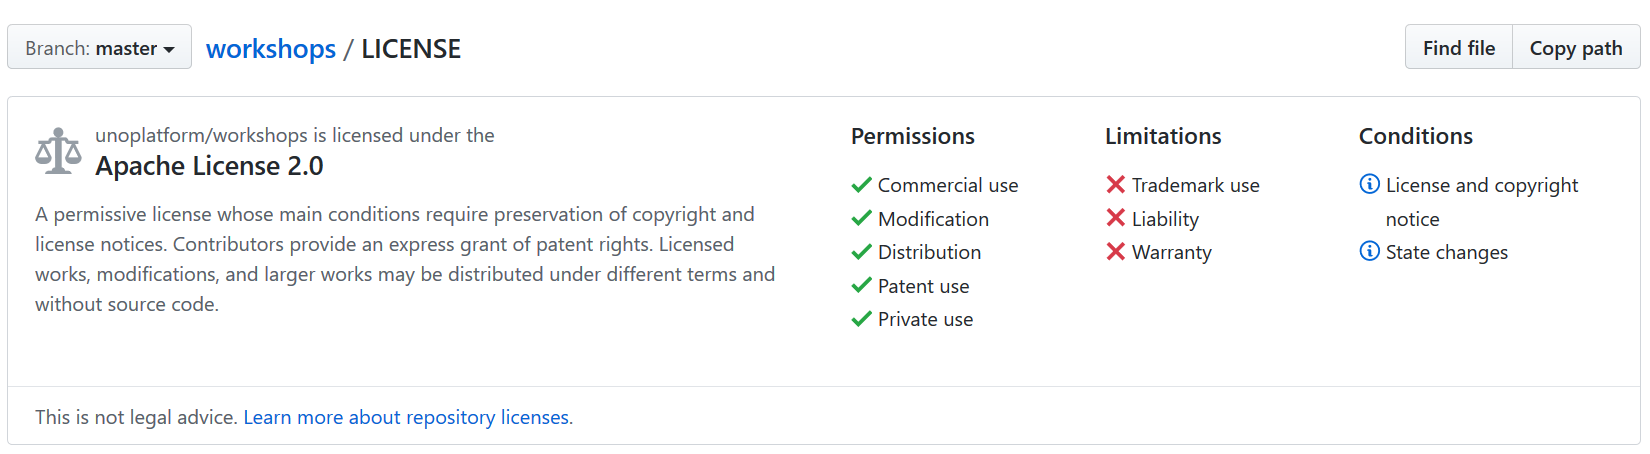 Branch: master
workshops / LICENSE
Find file
Copy path
unoplatform/workshops is licensed under the
Apache License 2.0
A permissive license whose main conditions require preservation of copyright and
license notices. Contributors provide an express grant of patent rights. Licensed
works, modifications, and larger works may be distributed under different terms and
without source code.
Permissions
Commercial use
Modification
Distribution
Patent use
Private use
Limitations
Trademark use
Liability
Warranty
Conditions
License and copyright
notice
State changes
This is not legal advice. Learn more about repository licenses.